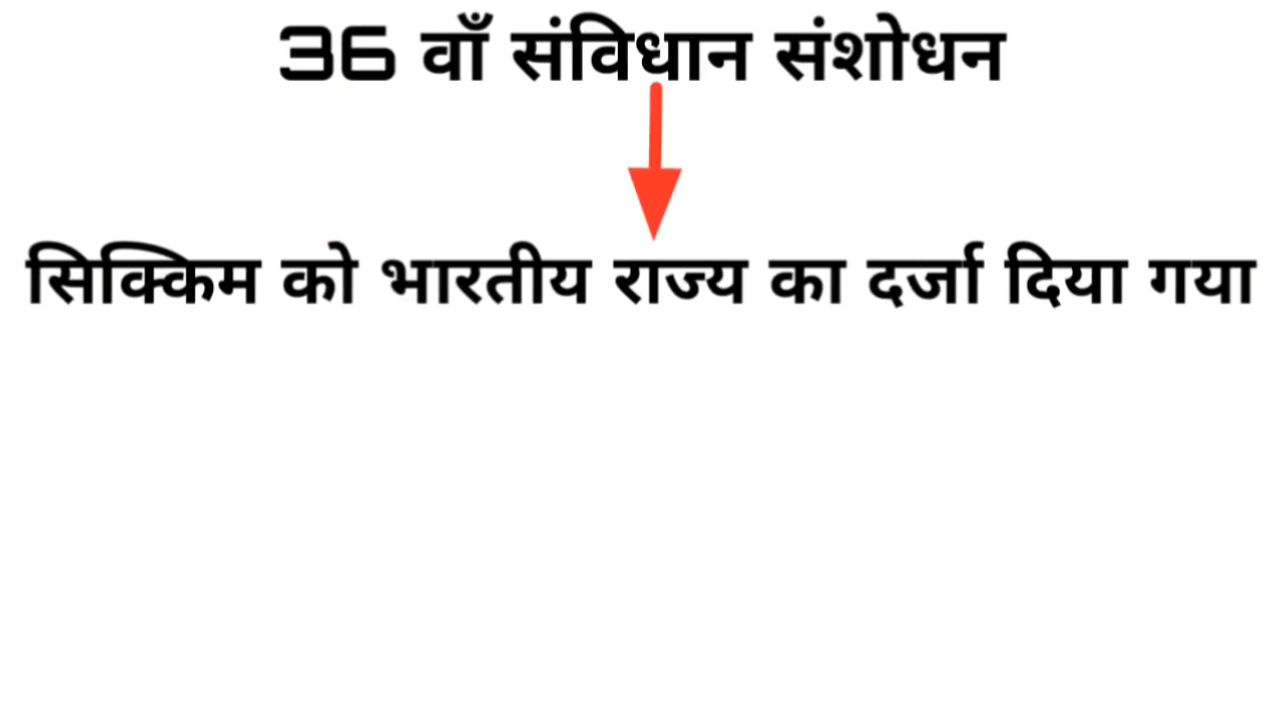 36 वाँ संविधान संशोधन
सिक्किम को भारतीय राज्य का दर्जा दिया गया